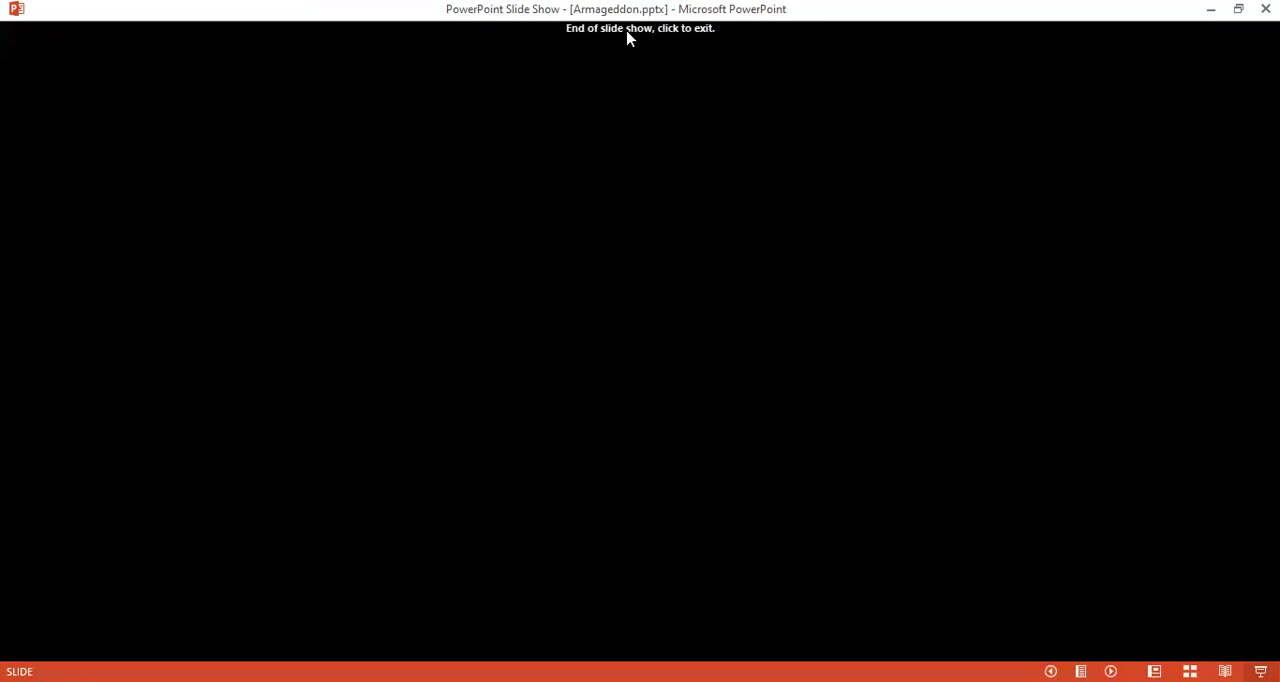 PowerPoint Slide Show - [Armageddon.pptx] - Microsoft PowerPoint
End of slide show, click to exit.
SLIDE